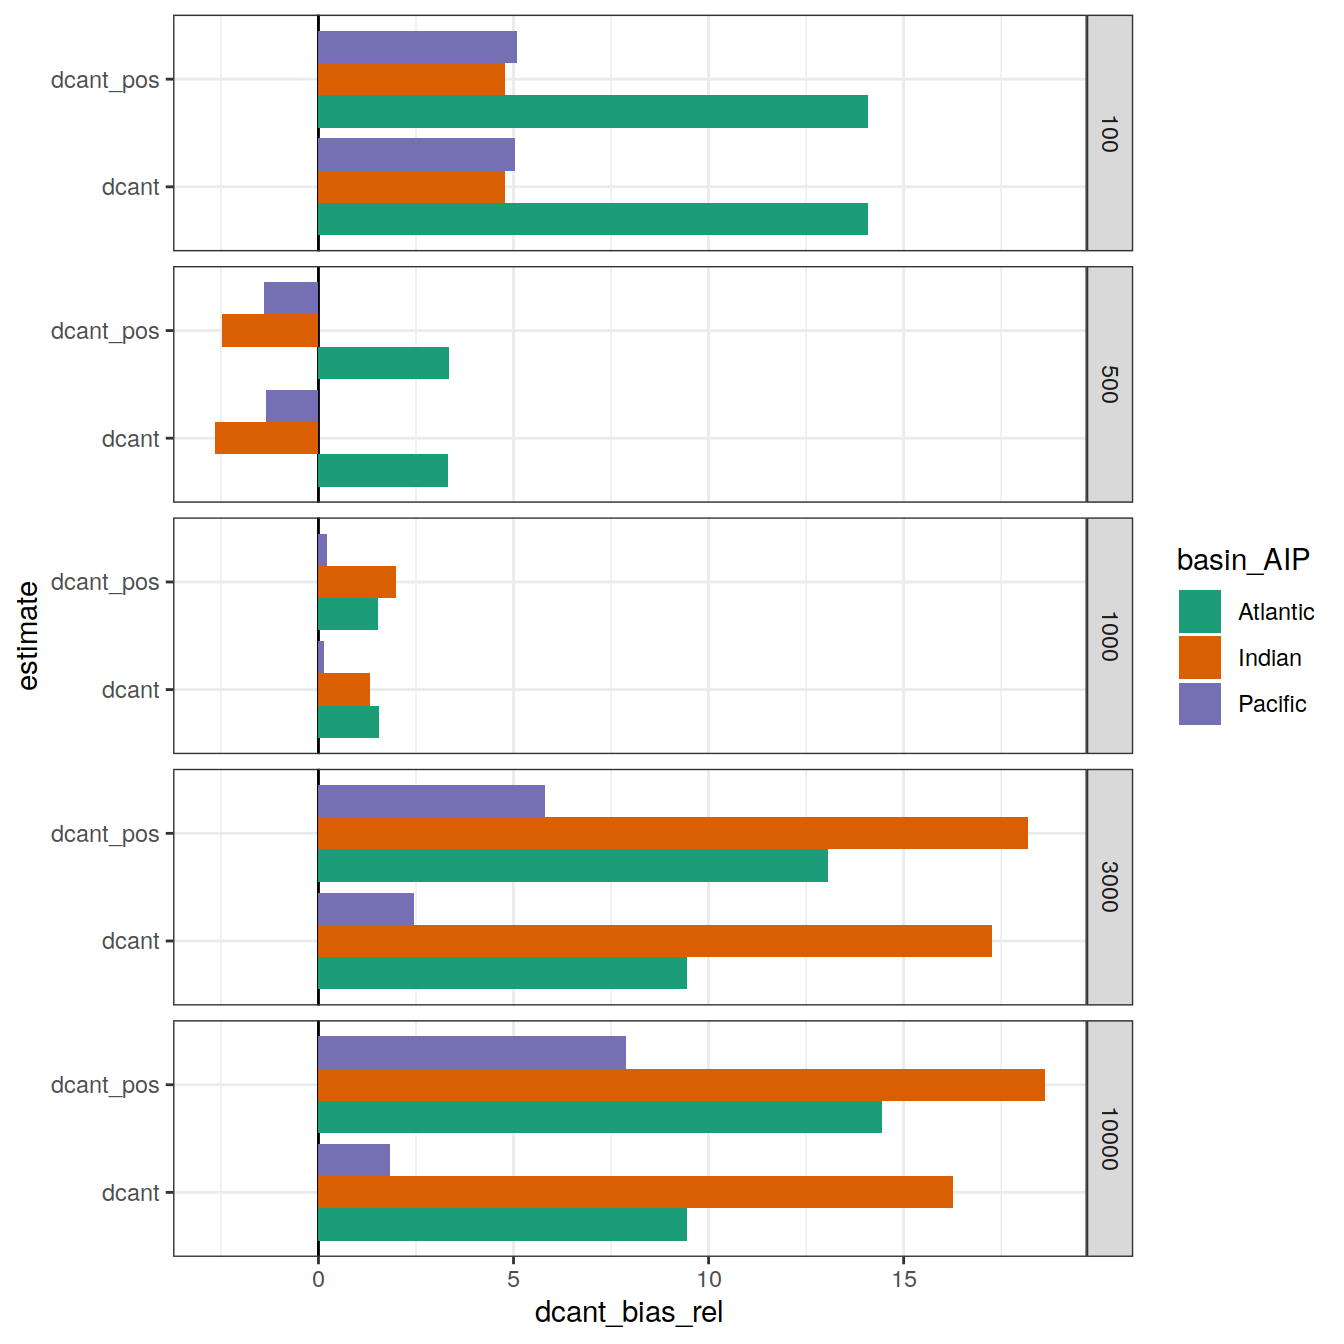 dcant_pos
dcant
100
dcant_pos
dcant
500
dcant_pos
dcant
1000
dcant_pos
dcant
3000
dcant_pos
dcant
10000
0 5 10 15
dcant_bias_rel
estimate
basin_AIP
Atlantic
Indian
Pacific